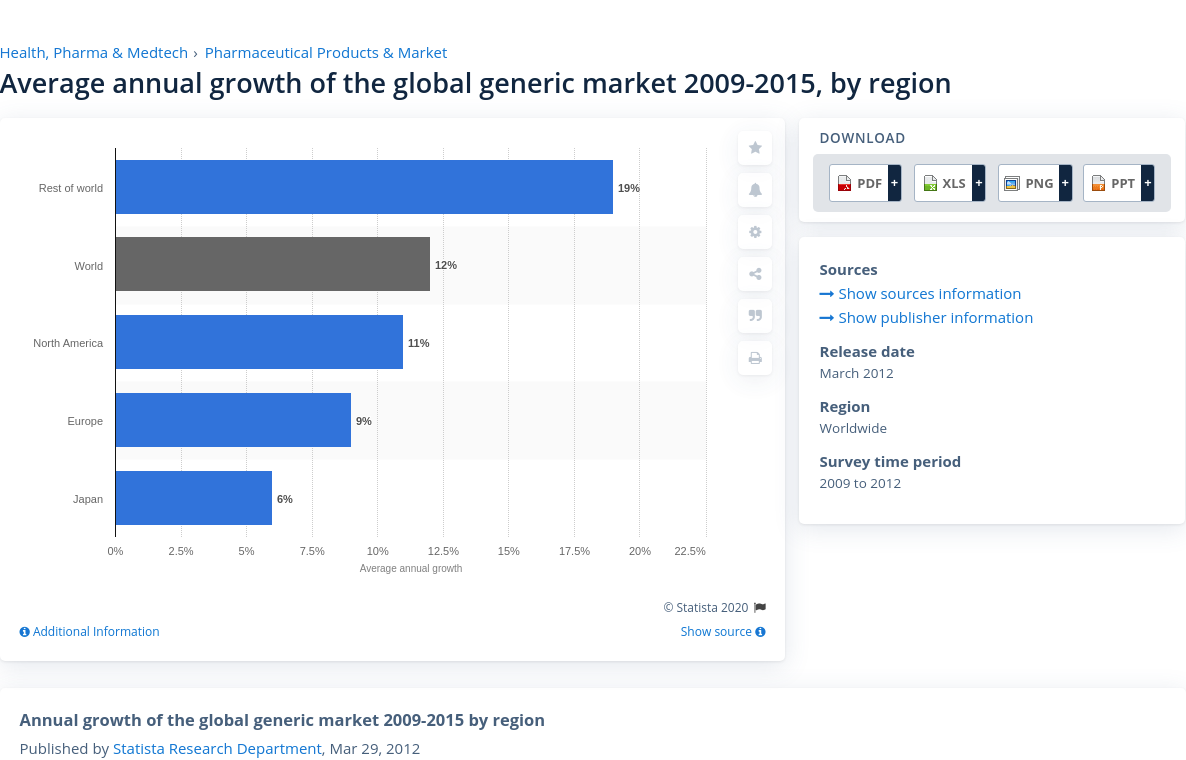 Health, Pharma & Medtech › Pharmaceutical Products & Market
Average annual growth of the global generic market 2009-2015, by region
Rest of world
19%
World
12%
North America
11%
Europe
9%
Japan
6%
0% 2.5% 5% 7.5% 10% 12.5% 15% 17.5% 20% 22.5%
Average annual growth
© Statista 2020
Additional Information
Show source
DOWNLOAD
PDF + XLS + PNG + PPT +
Sources
Show sources information
Show publisher information
Release date
March 2012
Region
Worldwide
Survey time period
2009 to 2012
Annual growth of the global generic market 2009-2015 by region
Published by Statista Research Department, Mar 29, 2012